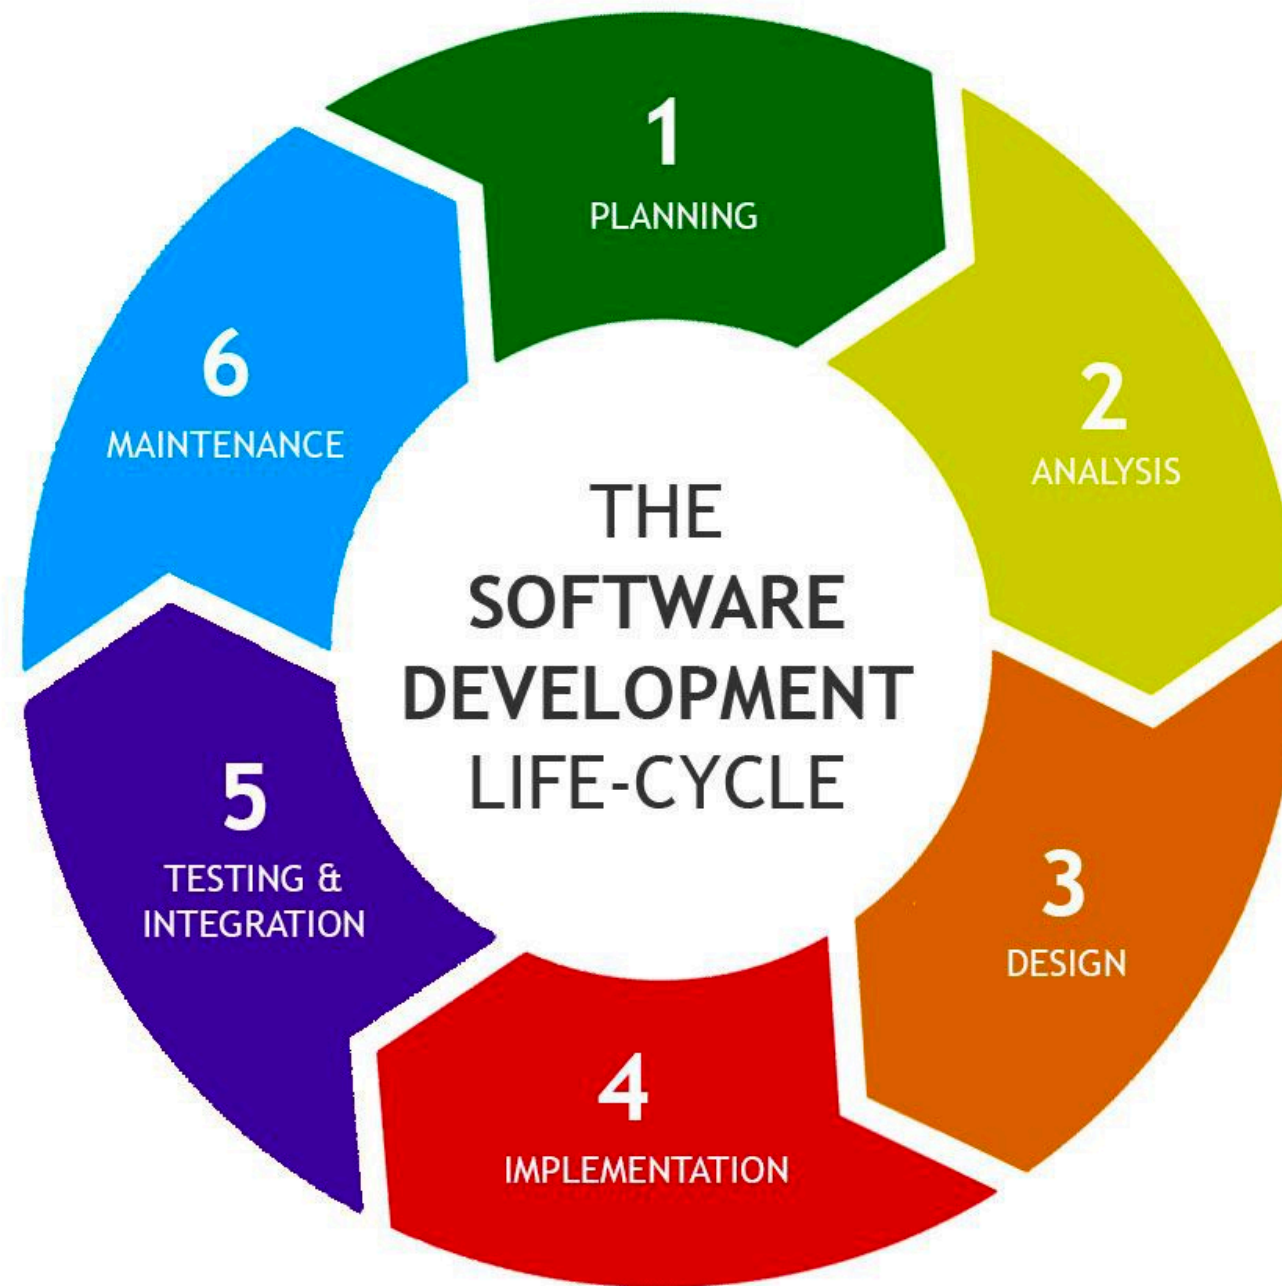 THE
SOFTWARE
DEVELOPMENT
LIFE-CYCLE
1
PLANNING
2
ANALYSIS
3
DESIGN
4
IMPLEMENTATION
5
TESTING &
INTEGRATION
6
MAINTENANCE